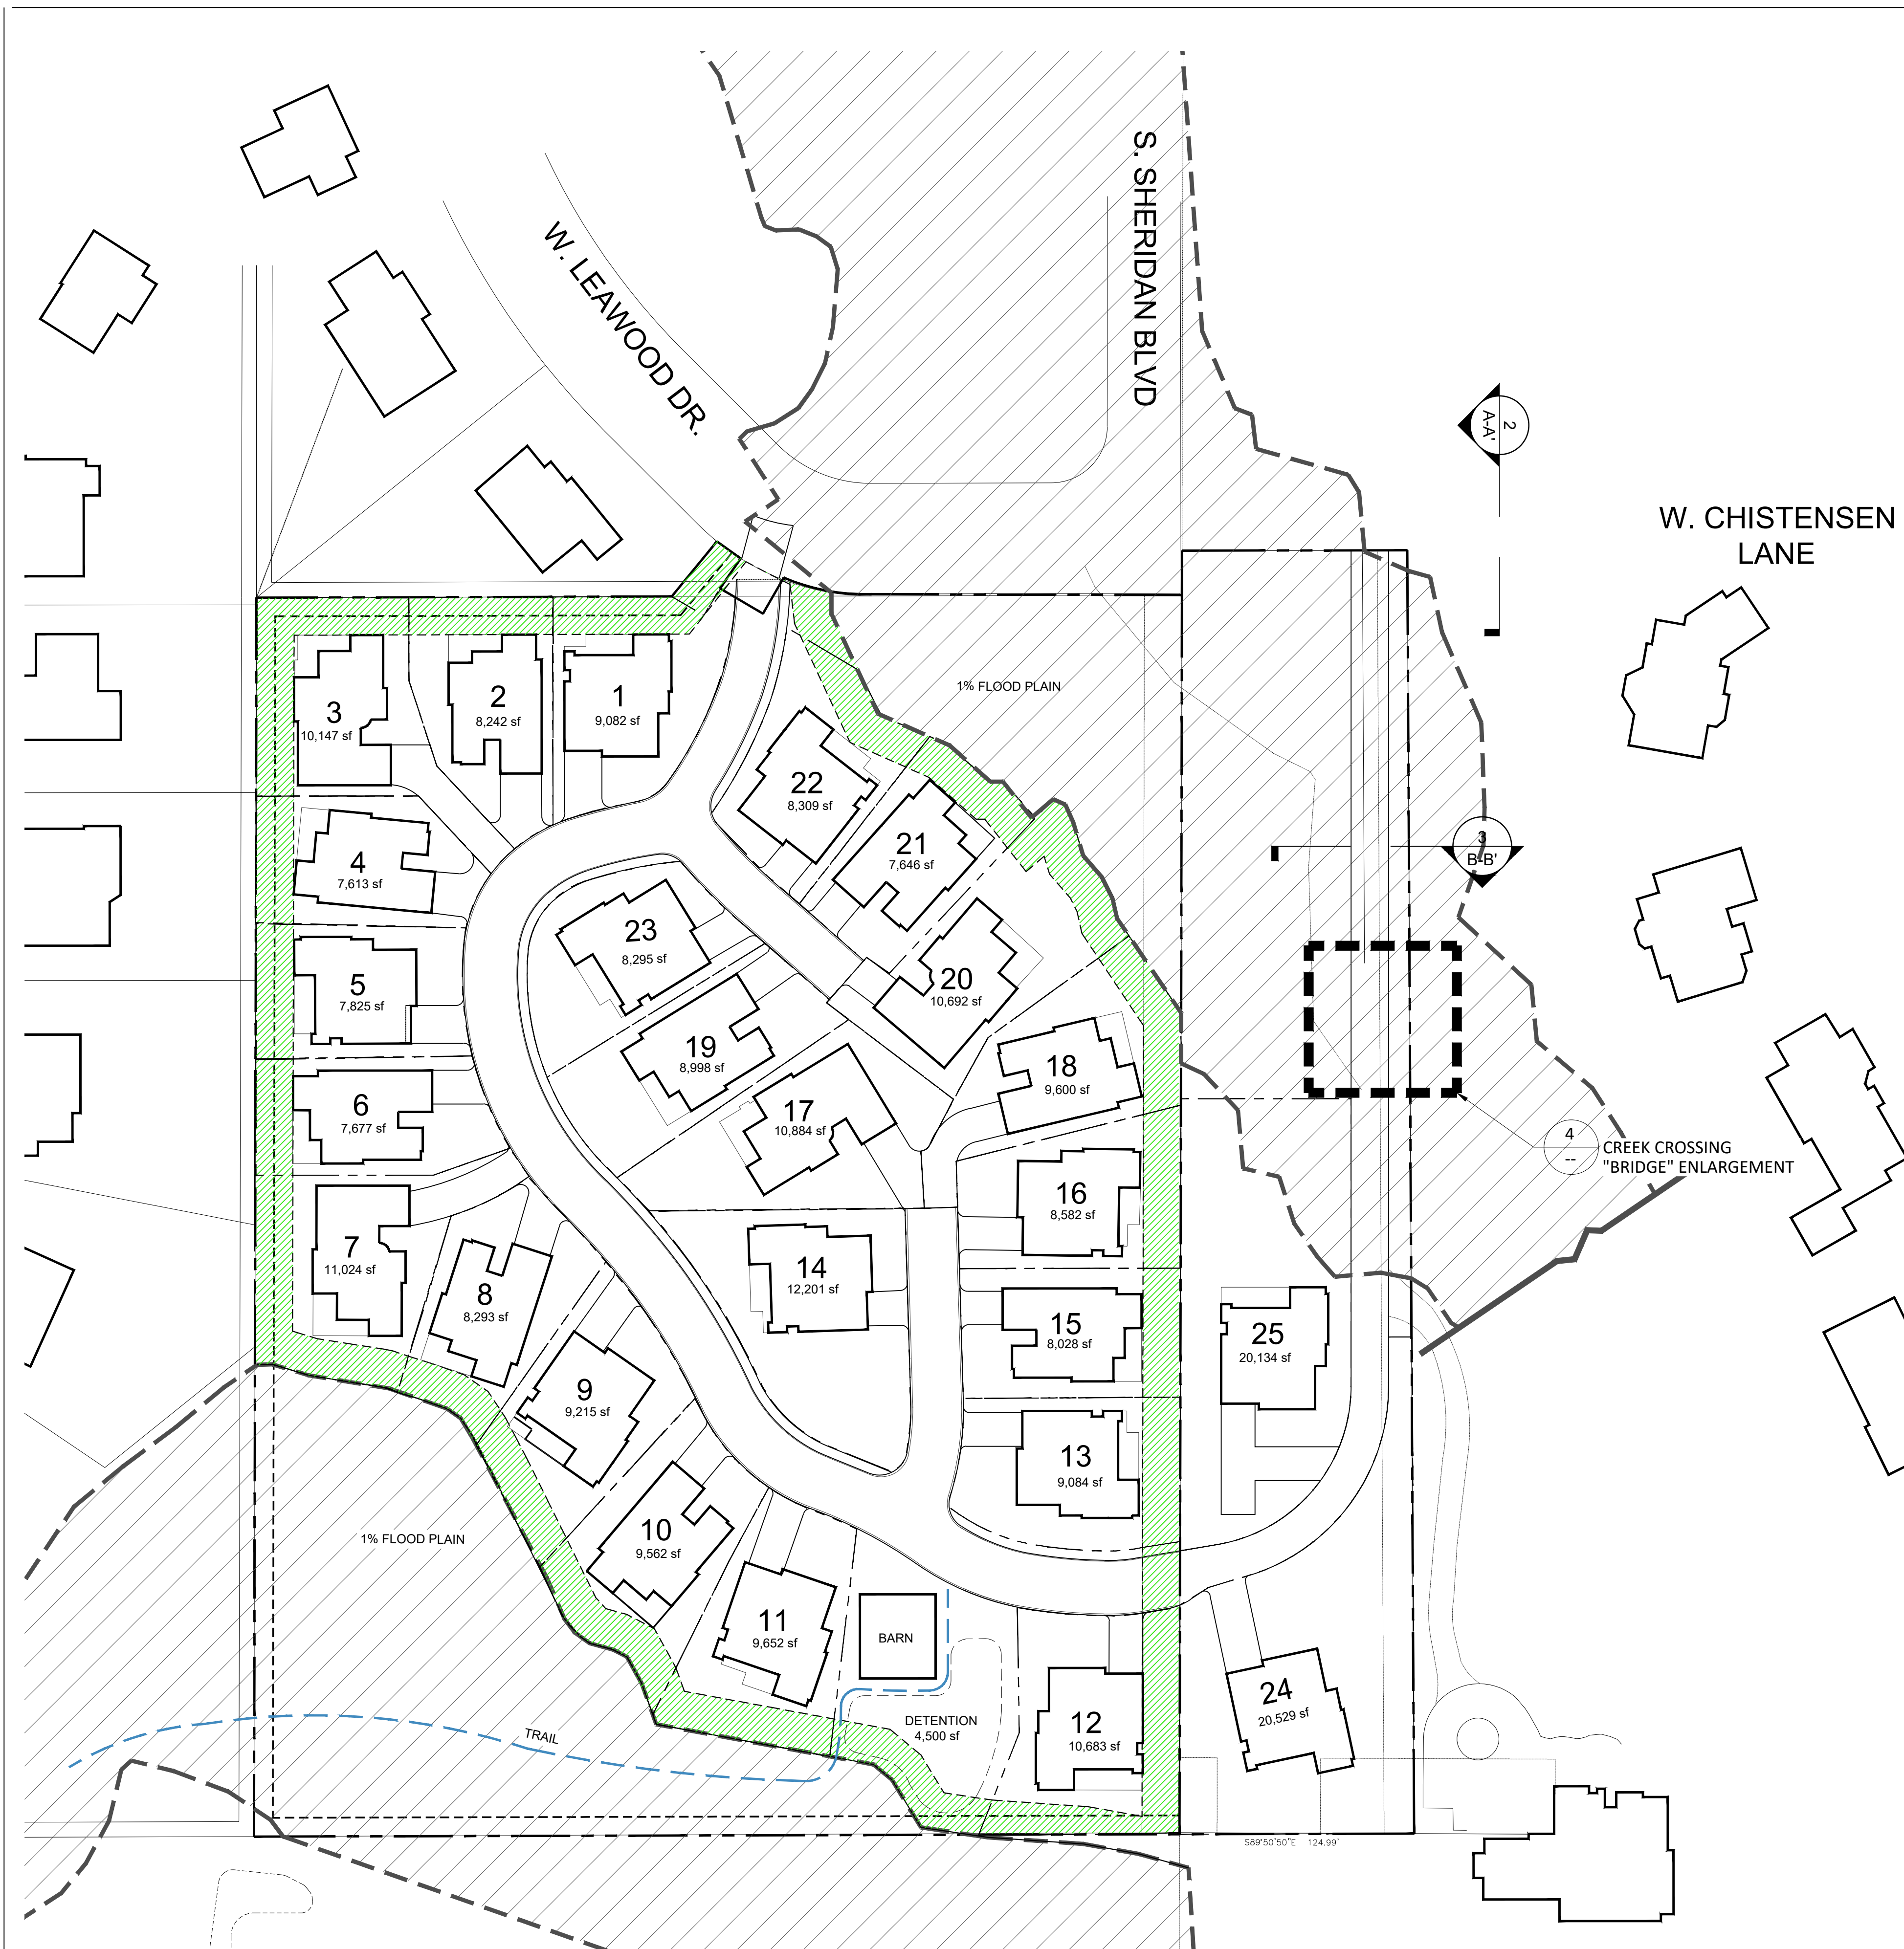 S. SHERIDAN BLVD
W. LEAWOOD DR.
2
A-A'
W. CHISTENSEN
LANE
1% FLOOD PLAIN
3
10,147 sf
2
8,242 sf
1
9,082 sf
22
8,309 sf
21
7,646 sf
3
B-B'
4
7,613 sf
23
8,295 sf
20
10,692 sf
5
7,825 sf
19
8,998 sf
18
9,600 sf
6
7,677 sf
17
10,884 sf
4
--
CREEK CROSSING
"BRIDGE" ENLARGEMENT
16
8,582 sf
7
11,024 sf
8
8,293 sf
14
12,201 sf
15
8,028 sf
25
20,134 sf
9
9,215 sf
13
9,084 sf
1% FLOOD PLAIN
10
9,562 sf
11
9,652 sf
BARN
24
20,529 sf
TRAIL
DETENTION
4,500 sf
12
10,683 sf
S89°50'50"E 124.99'